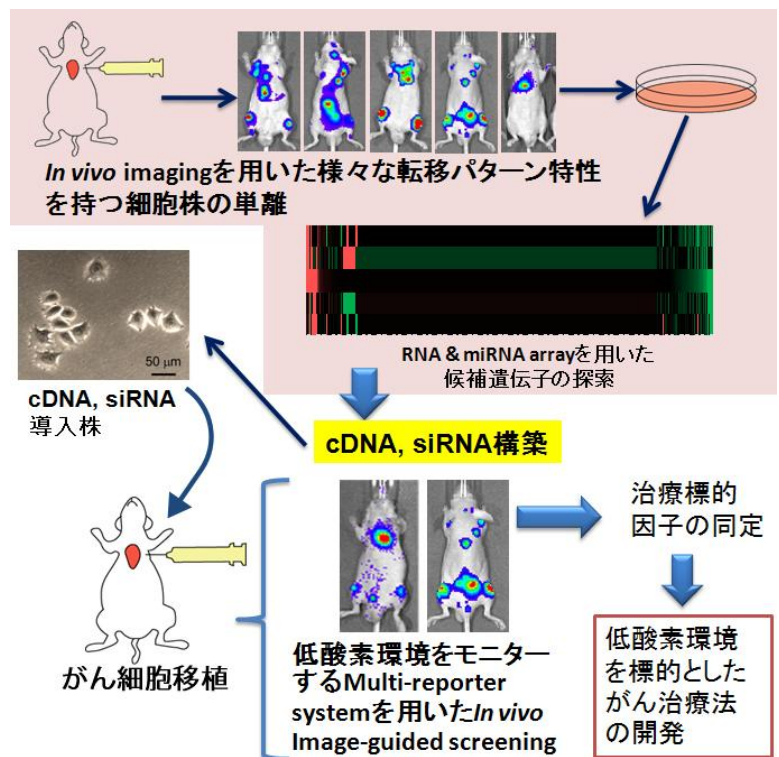 In vivo imagingを用いた様々な転移パターン特性
を持つ細胞株の単離
RNA & miRNA arrayを用いた
候補遺伝子の探索
50 μm
cDNA, siRNA
導入株
cDNA, siRNA構築
がん細胞移植
低酸素環境をモニター
するMulti-reporter
systemを用いたIn vivo
Image-guided screening
治療標的
因子の同定
低酸素環境
を標的とした
がん治療法
の開発